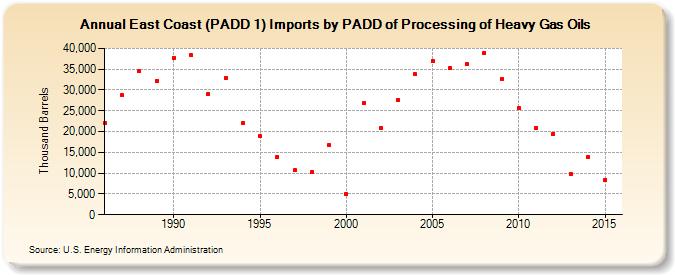 Annual East Coast (PADD 1) Imports by PADD of Processing of Heavy Gas Oils
Thousand Barrels
40,000
35,000
30,000
25,000
20,000
15,000
10,000
5,000
0
1990 1995 2000 2005 2010 2015
Source: U.S. Energy Information Administration